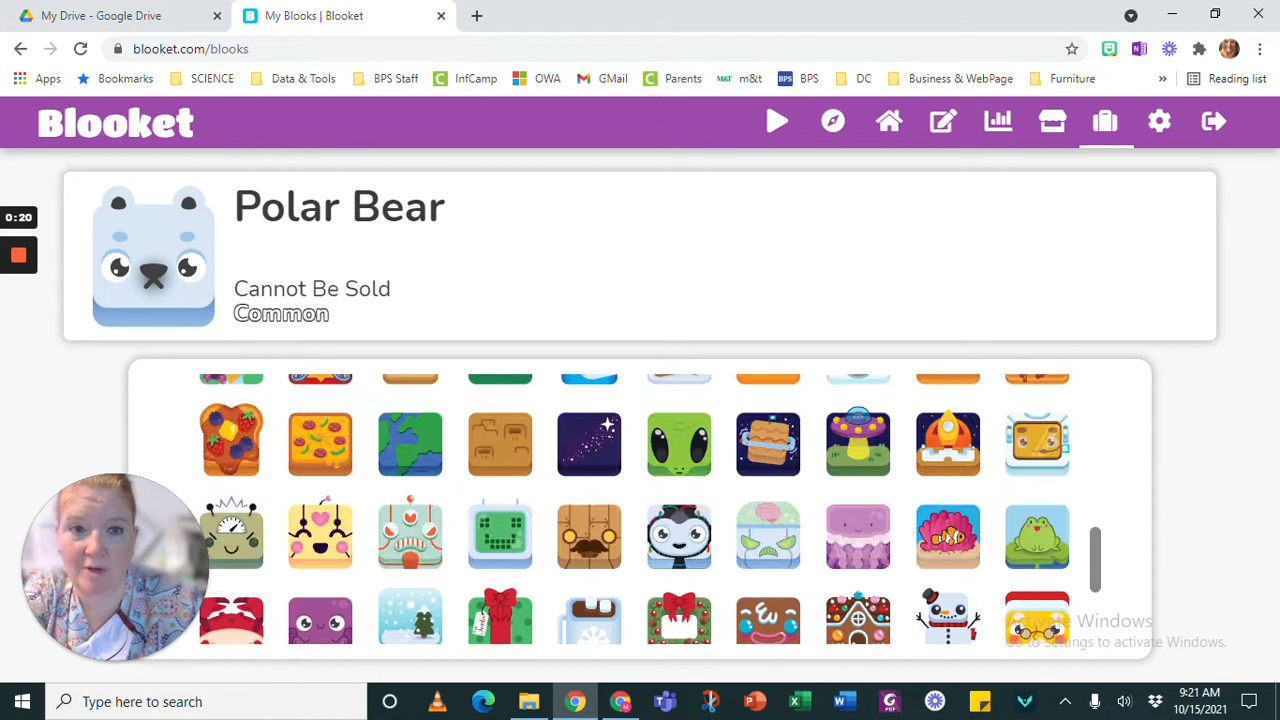 My Drive - Google Drive
My Blooks | Blooket
blooket.com/blooks
Apps
Bookmarks
SCIENCE
Data & Tools
BPS Staff
InfCamp
OWA
GMail
Parents
m&t
BPS
DC
Business & WebPage
Furniture
Reading list
Blooket
0:20
Polar Bear
Cannot Be Sold
Common
Activate Windows
Go to Settings to activate Windows.
Type here to search
9:21 AM
10/15/2021